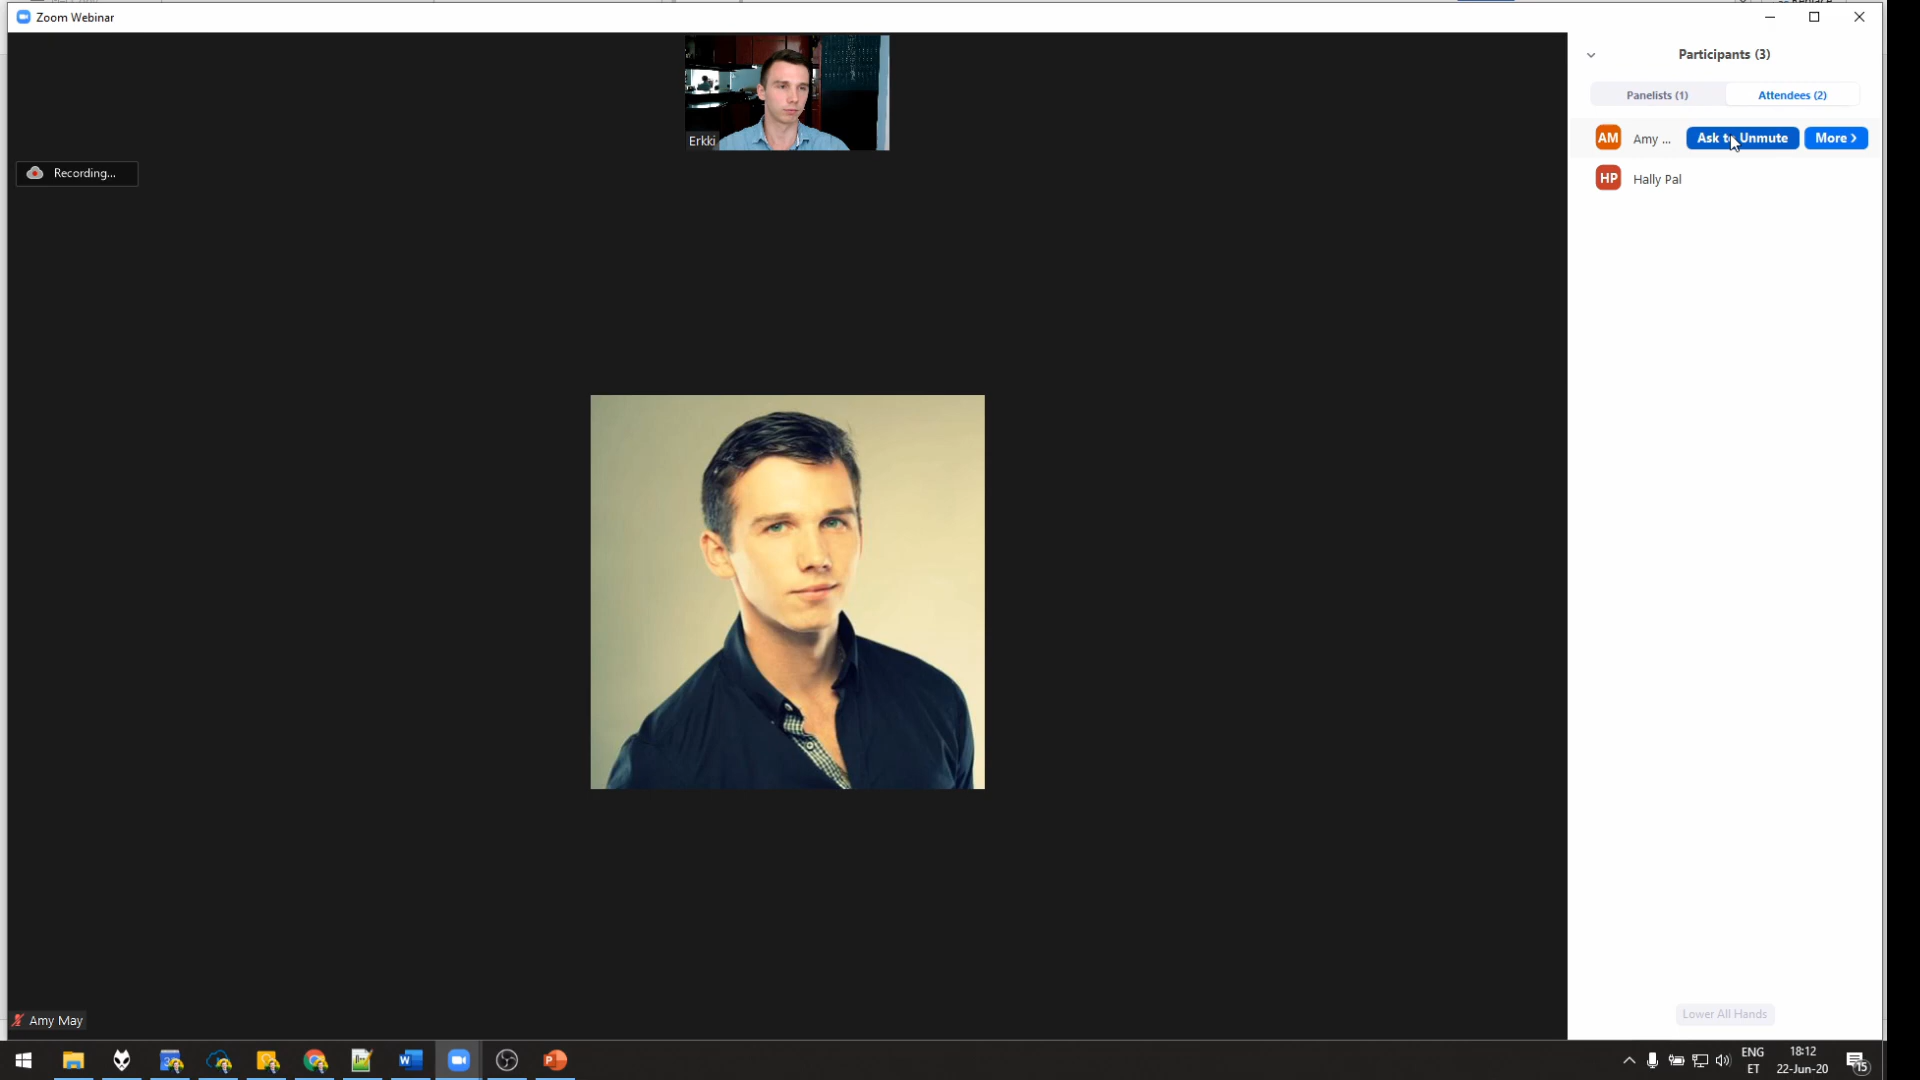 Zoom Webinar
Participants (3)
Panelists (1)
Attendees (2)
Erkki
AM
Amy ...
Ask to Unmute
More >
Recording...
HP
Hally Pal
Lower All Hands
Amy May
ENG
ET
18:12
22-Jun-20
15